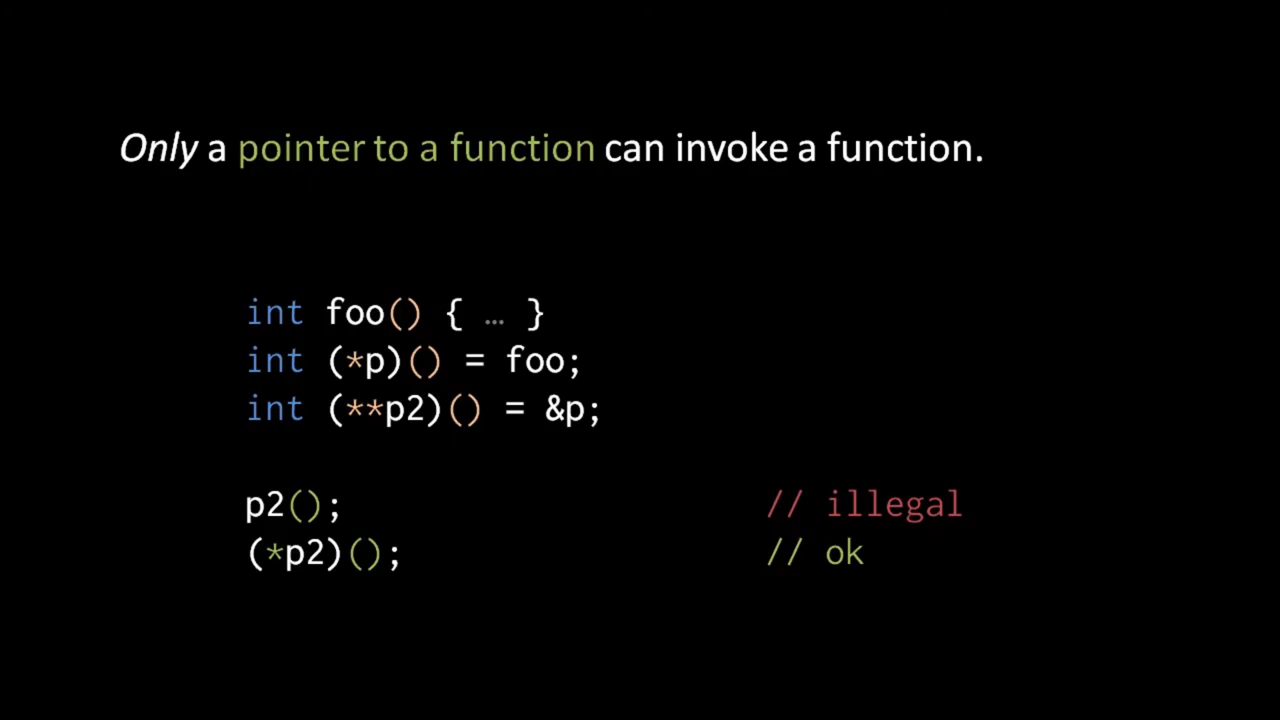 Only a pointer to a function can invoke a function.
int foo() { … }
int (*p)() = foo;
int (**p2)() = &p;
p2(); // illegal
(*p2)(); // ok